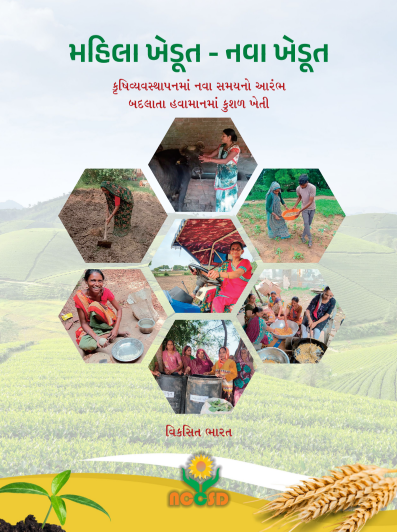 મહિલા ખેડૂત - નવા ખેડૂત
કૃષિવ્યવસ્થાપનમાં નવા સમયનો આરંભ
બદલાતા હવામાનમાં કુશળ ખેતી
વિકસિત ભારત
NCCSD